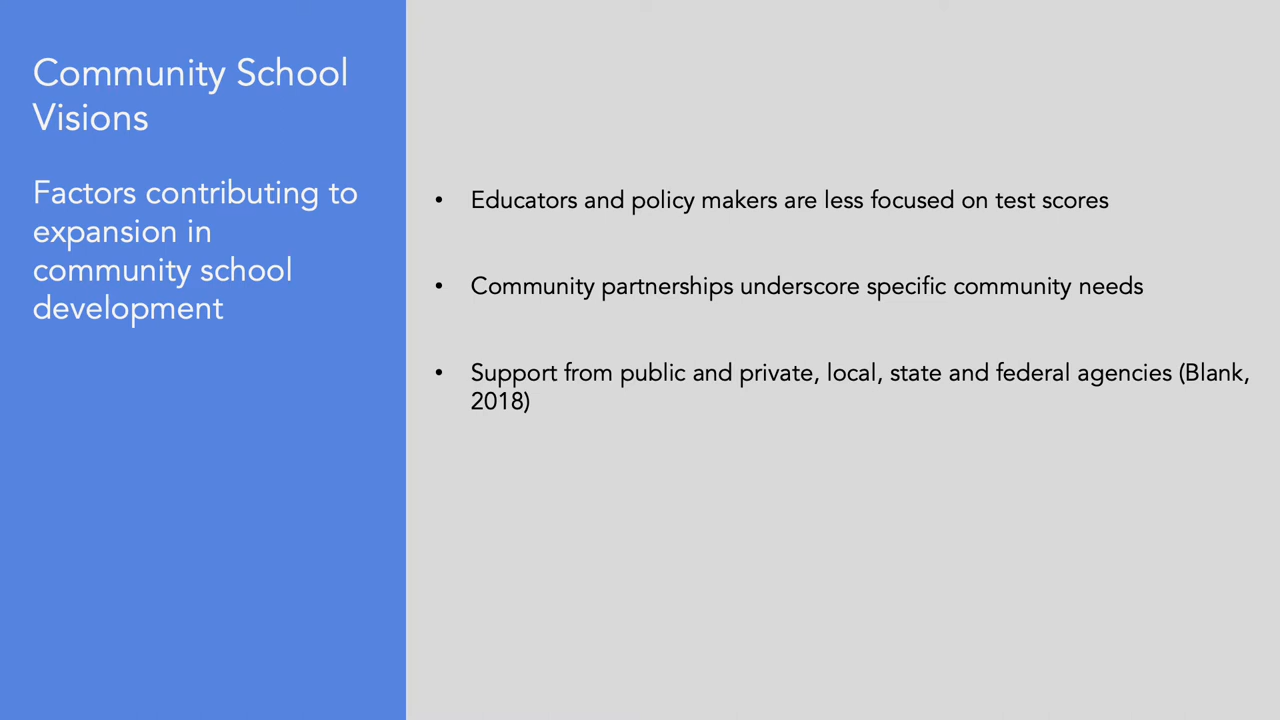 Community School
Visions
Factors contributing to
expansion in
community school
development
• Educators and policy makers are less focused on test scores
• Community partnerships underscore specific community needs
• Support from public and private, local, state and federal agencies (Blank,
2018)